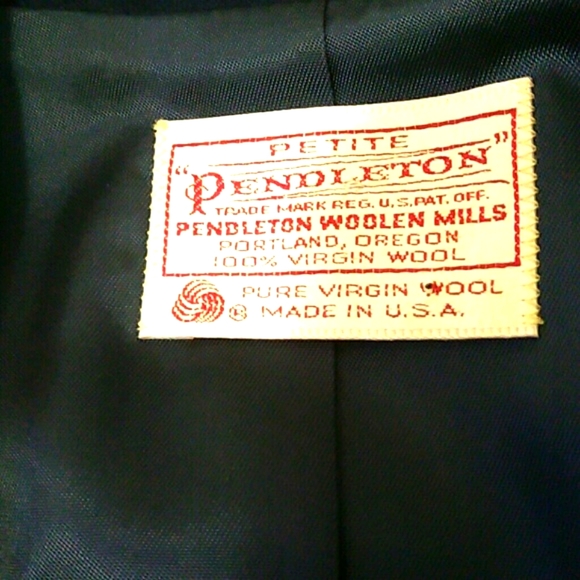 PETITE
"PENDLETON"
TRADE MARK REG. U.S. PAT. OFF.
PENDLETON WOOLEN MILLS
PORTLAND, OREGON
100% VIRGIN WOOL
PURE VIRGIN WOOL
® MADE IN U.S.A.